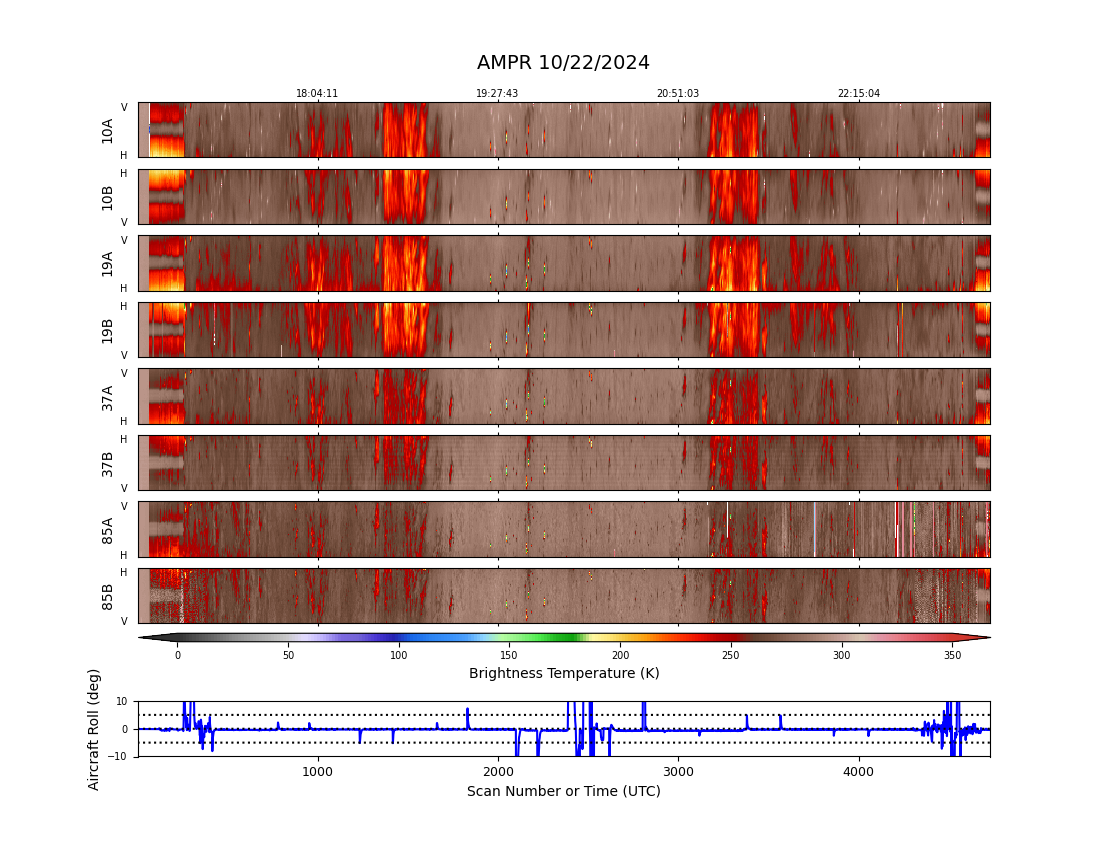 AMPR 10/22/2024
18:04:11 19:27:43 20:51:03 22:15:04
V
10A
H
H
10B
V
V
19A
H
H
19B
V
V
37A
H
H
37B
V
V
85A
H
H
85B
V
0 50 100 150 200 250 300 350
Brightness Temperature (K)
Aircraft Roll (deg)
10
0
−10
1000 2000 3000 4000
Scan Number or Time (UTC)